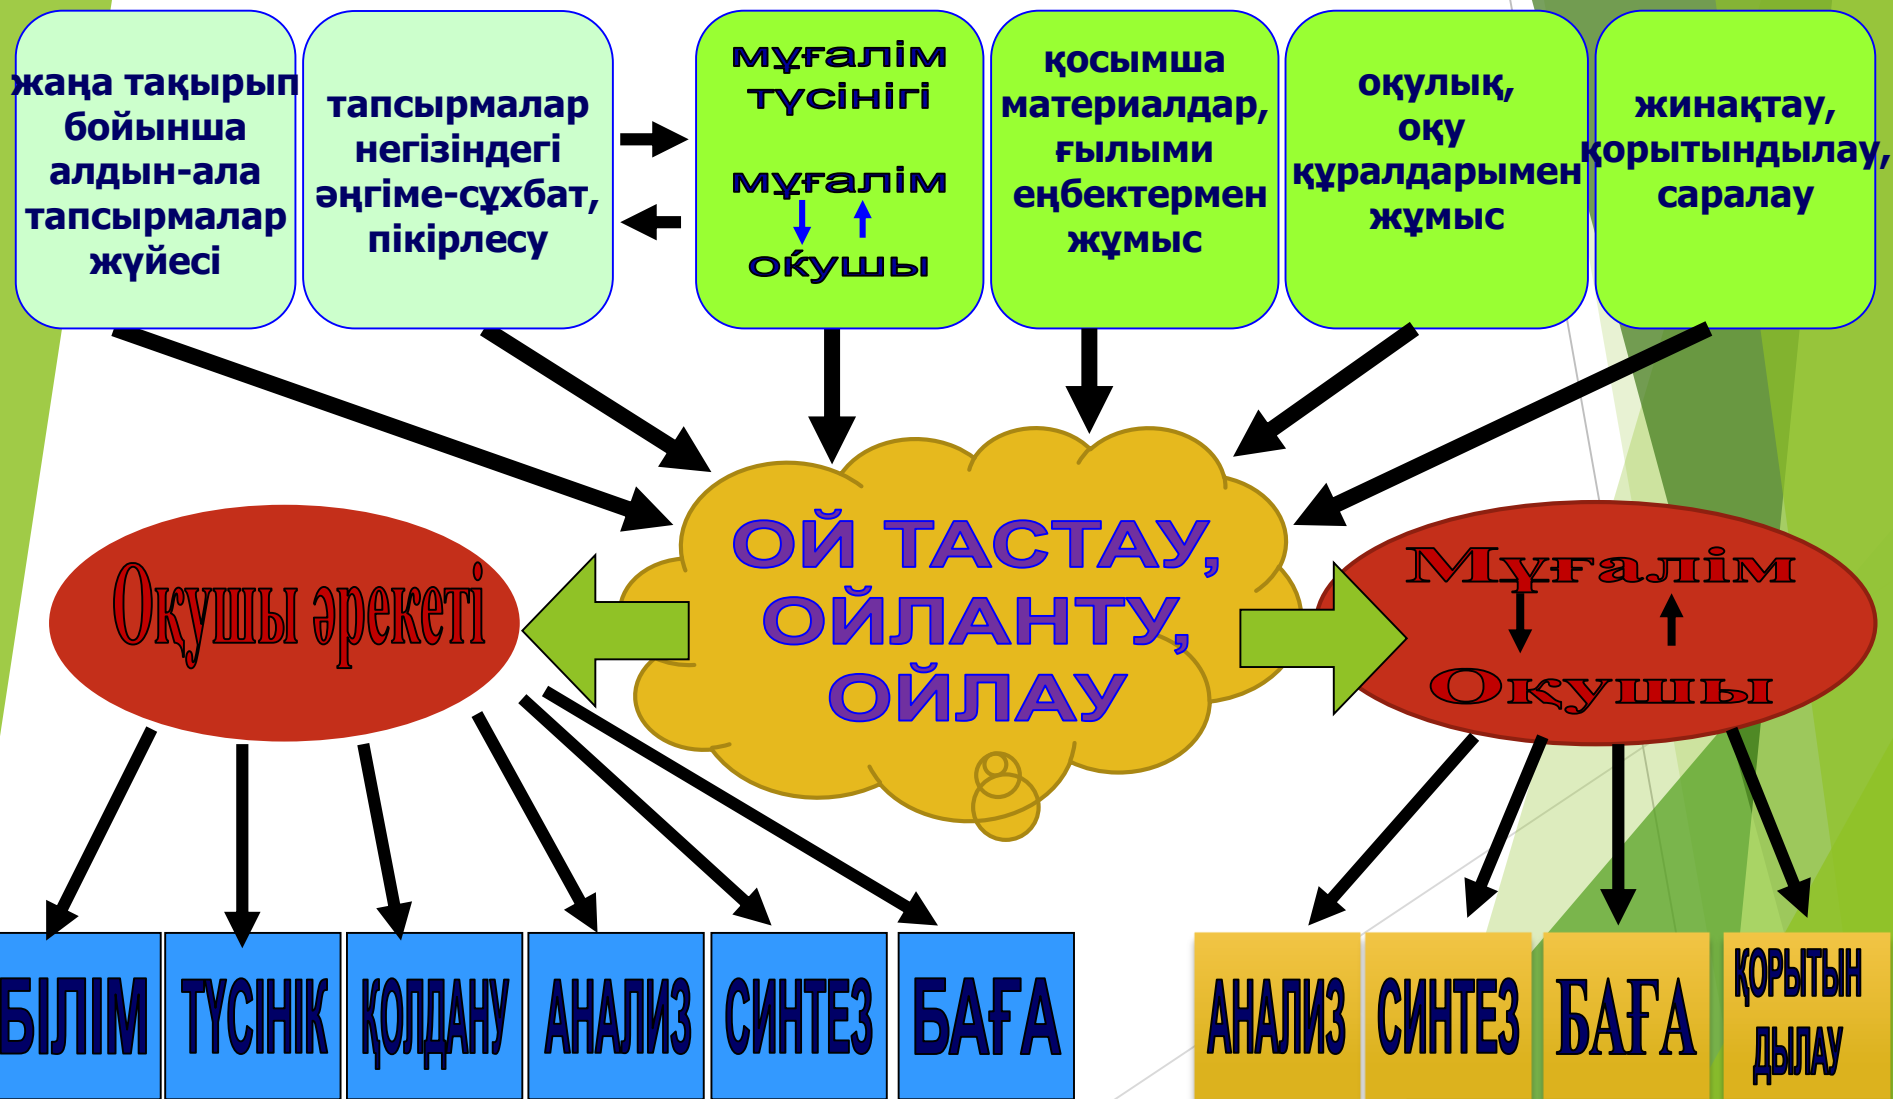 жаңа тақырып
бойынша
алдын-ала
тапсырмалар
жүйесі
тапсырмалар
негізіндегі
әңгіме-сұхбат,
пікірлесу
мұғалім
түсінігі
мұғалім
оқушы
қосымша
материалдар,
ғылыми
еңбектермен
жұмыс
оқулық,
оқу
құралдарымен
жұмыс
жинақтау,
қорытындылау,
саралау
ОЙ ТАСТАУ,
ОЙЛАНТУ,
ОЙЛАУ
Оқушы әрекеті
Мұғалім
Оқушы
БІЛІМ
ТҮСІНІК
ҚОЛДАНУ
АНАЛИЗ
СИНТЕЗ
БАҒА
АНАЛИЗ
СИНТЕЗ
БАҒА
ҚОРЫТЫН
ДЫЛАУ